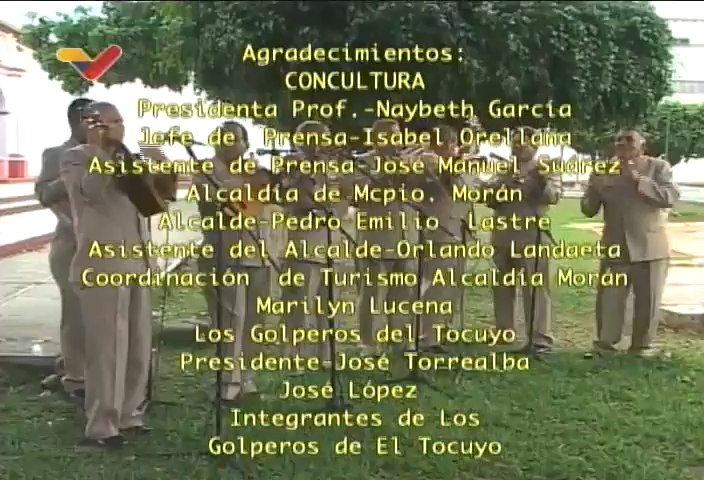 Agradecimientos:
CONCULTURA
Presidenta Prof.-Naybeth García
Jefe de Prensa-Isabel Orellana
Asistente de Prensa-José Manuel Suárez
Alcaldía de Mcpio. Morán
Alcalde-Pedro Emilio Lastre
Asistente del Alcalde-Orlando Landaeta
Coordinación de Turismo Alcaldía Morán
Marilyn Lucena
Los Golperos del Tocuyo
Presidente-José Torrealba
José López
Integrantes de Los
Golperos de El Tocuyo